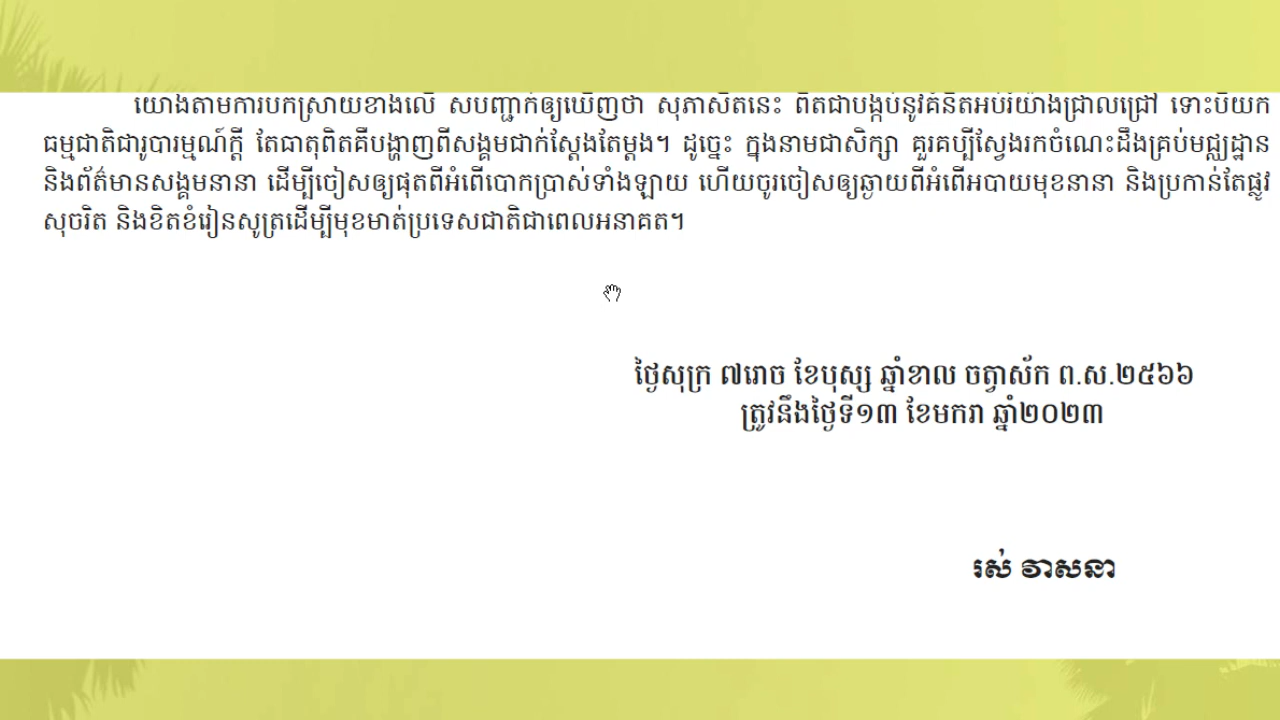 យោងតាមការបកស្រាយខាងលើ សបញ្ជាក់ឲ្យឃើញថា សុភាសិតនេះ ពិតជាបង្កប់នូវគំនិតអប់រំយ៉ាងជ្រាលជ្រៅ ទោះបីយក
ធម្មជាតិជារូបារម្មណ៍ក្ដី តែធាតុពិតគឺបង្ហាញពីសង្គមជាក់ស្ដែងតែម្ដង។ ដូច្នេះ ក្នុងនាមជាសិក្សា គួរគប្បីស្វែងរកចំណេះដឹងគ្រប់មជ្ឈដ្ឋាន
និងព័ត៌មានសង្គមនានា ដើម្បីចៀសឲ្យផុតពីអំពើបោកប្រាស់ទាំងឡាយ ហើយចូរចៀសឲ្យឆ្ងាយពីអំពើអបាយមុខនានា និងប្រកាន់តែផ្លូវ
សុចរិត និងខិតខំរៀនសូត្រដើម្បីមុខមាត់ប្រទេសជាតិជាពេលអនាគត។
ថ្ងៃសុក្រ ៧រោច ខែបុស្ស ឆ្នាំខាល ចត្វាស័ក ព.ស.២៥៦៦
ត្រូវនឹងថ្ងៃទី១៣ ខែមករា ឆ្នាំ២០២៣
រស់ វាសនា